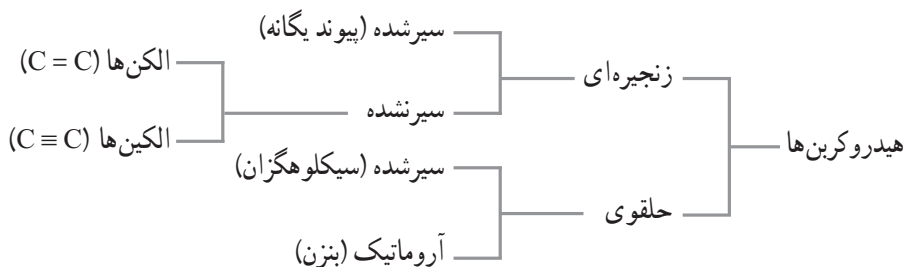 هیدروکربن‌ها
زنجیره‌ای
سیرشده (پیوند یگانه)
سیرنشده
الکن‌ها (C = C)
الکین‌ها (C ≡ C)
حلقوی
سیرشده (سیکلوهگزان)
آروماتیک (بنزن)